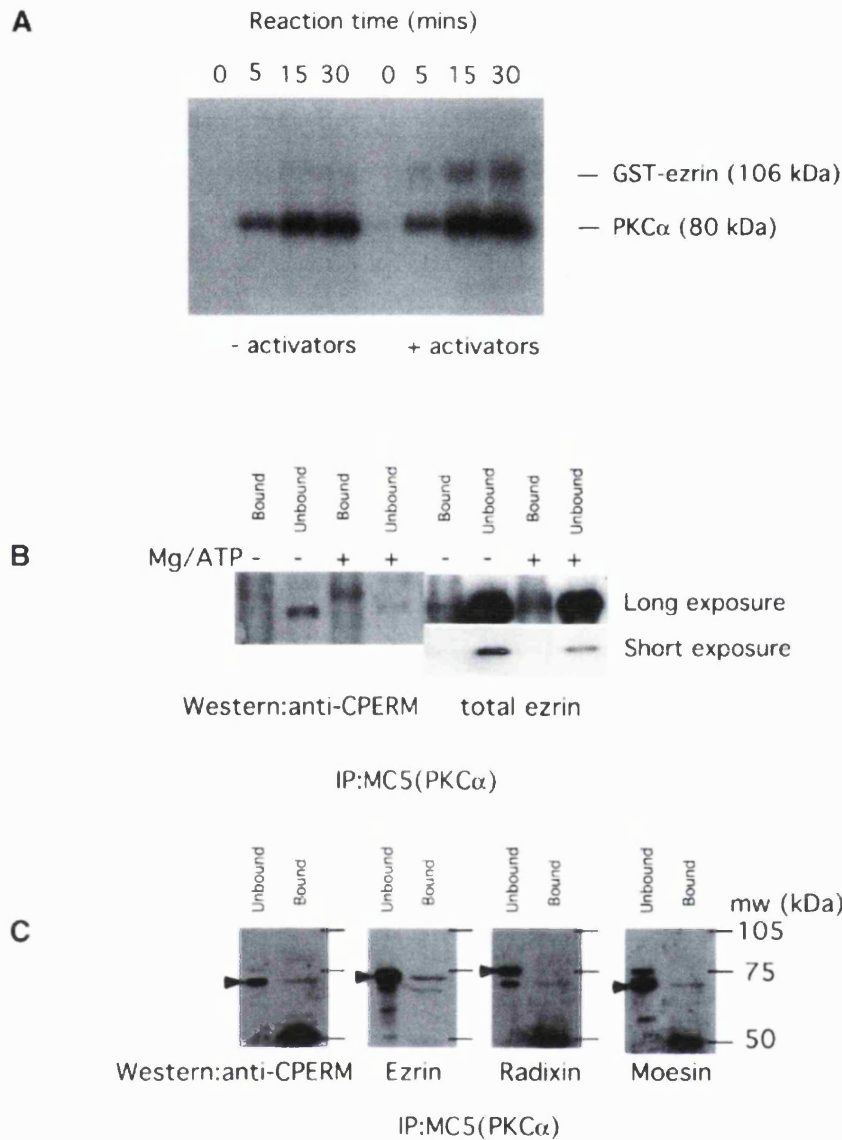 A
Reaction time (mins)
0 5 15 30 0 5 15 30
— GST-ezrin (106 kDa)
— PKCα (80 kDa)
- activators + activators
B
Bound Unbound Bound Unbound Bound Unbound Bound Unbound
Mg/ATP - - + + - - + +
Long exposure
Short exposure
Western:anti-CPERM total ezrin
IP:MC5(PKCα)
C
Unbound Bound Unbound Bound Unbound Bound Unbound Bound
mw (kDa)
105
75
50
Western:anti-CPERM Ezrin Radixin Moesin
IP:MC5(PKCα)